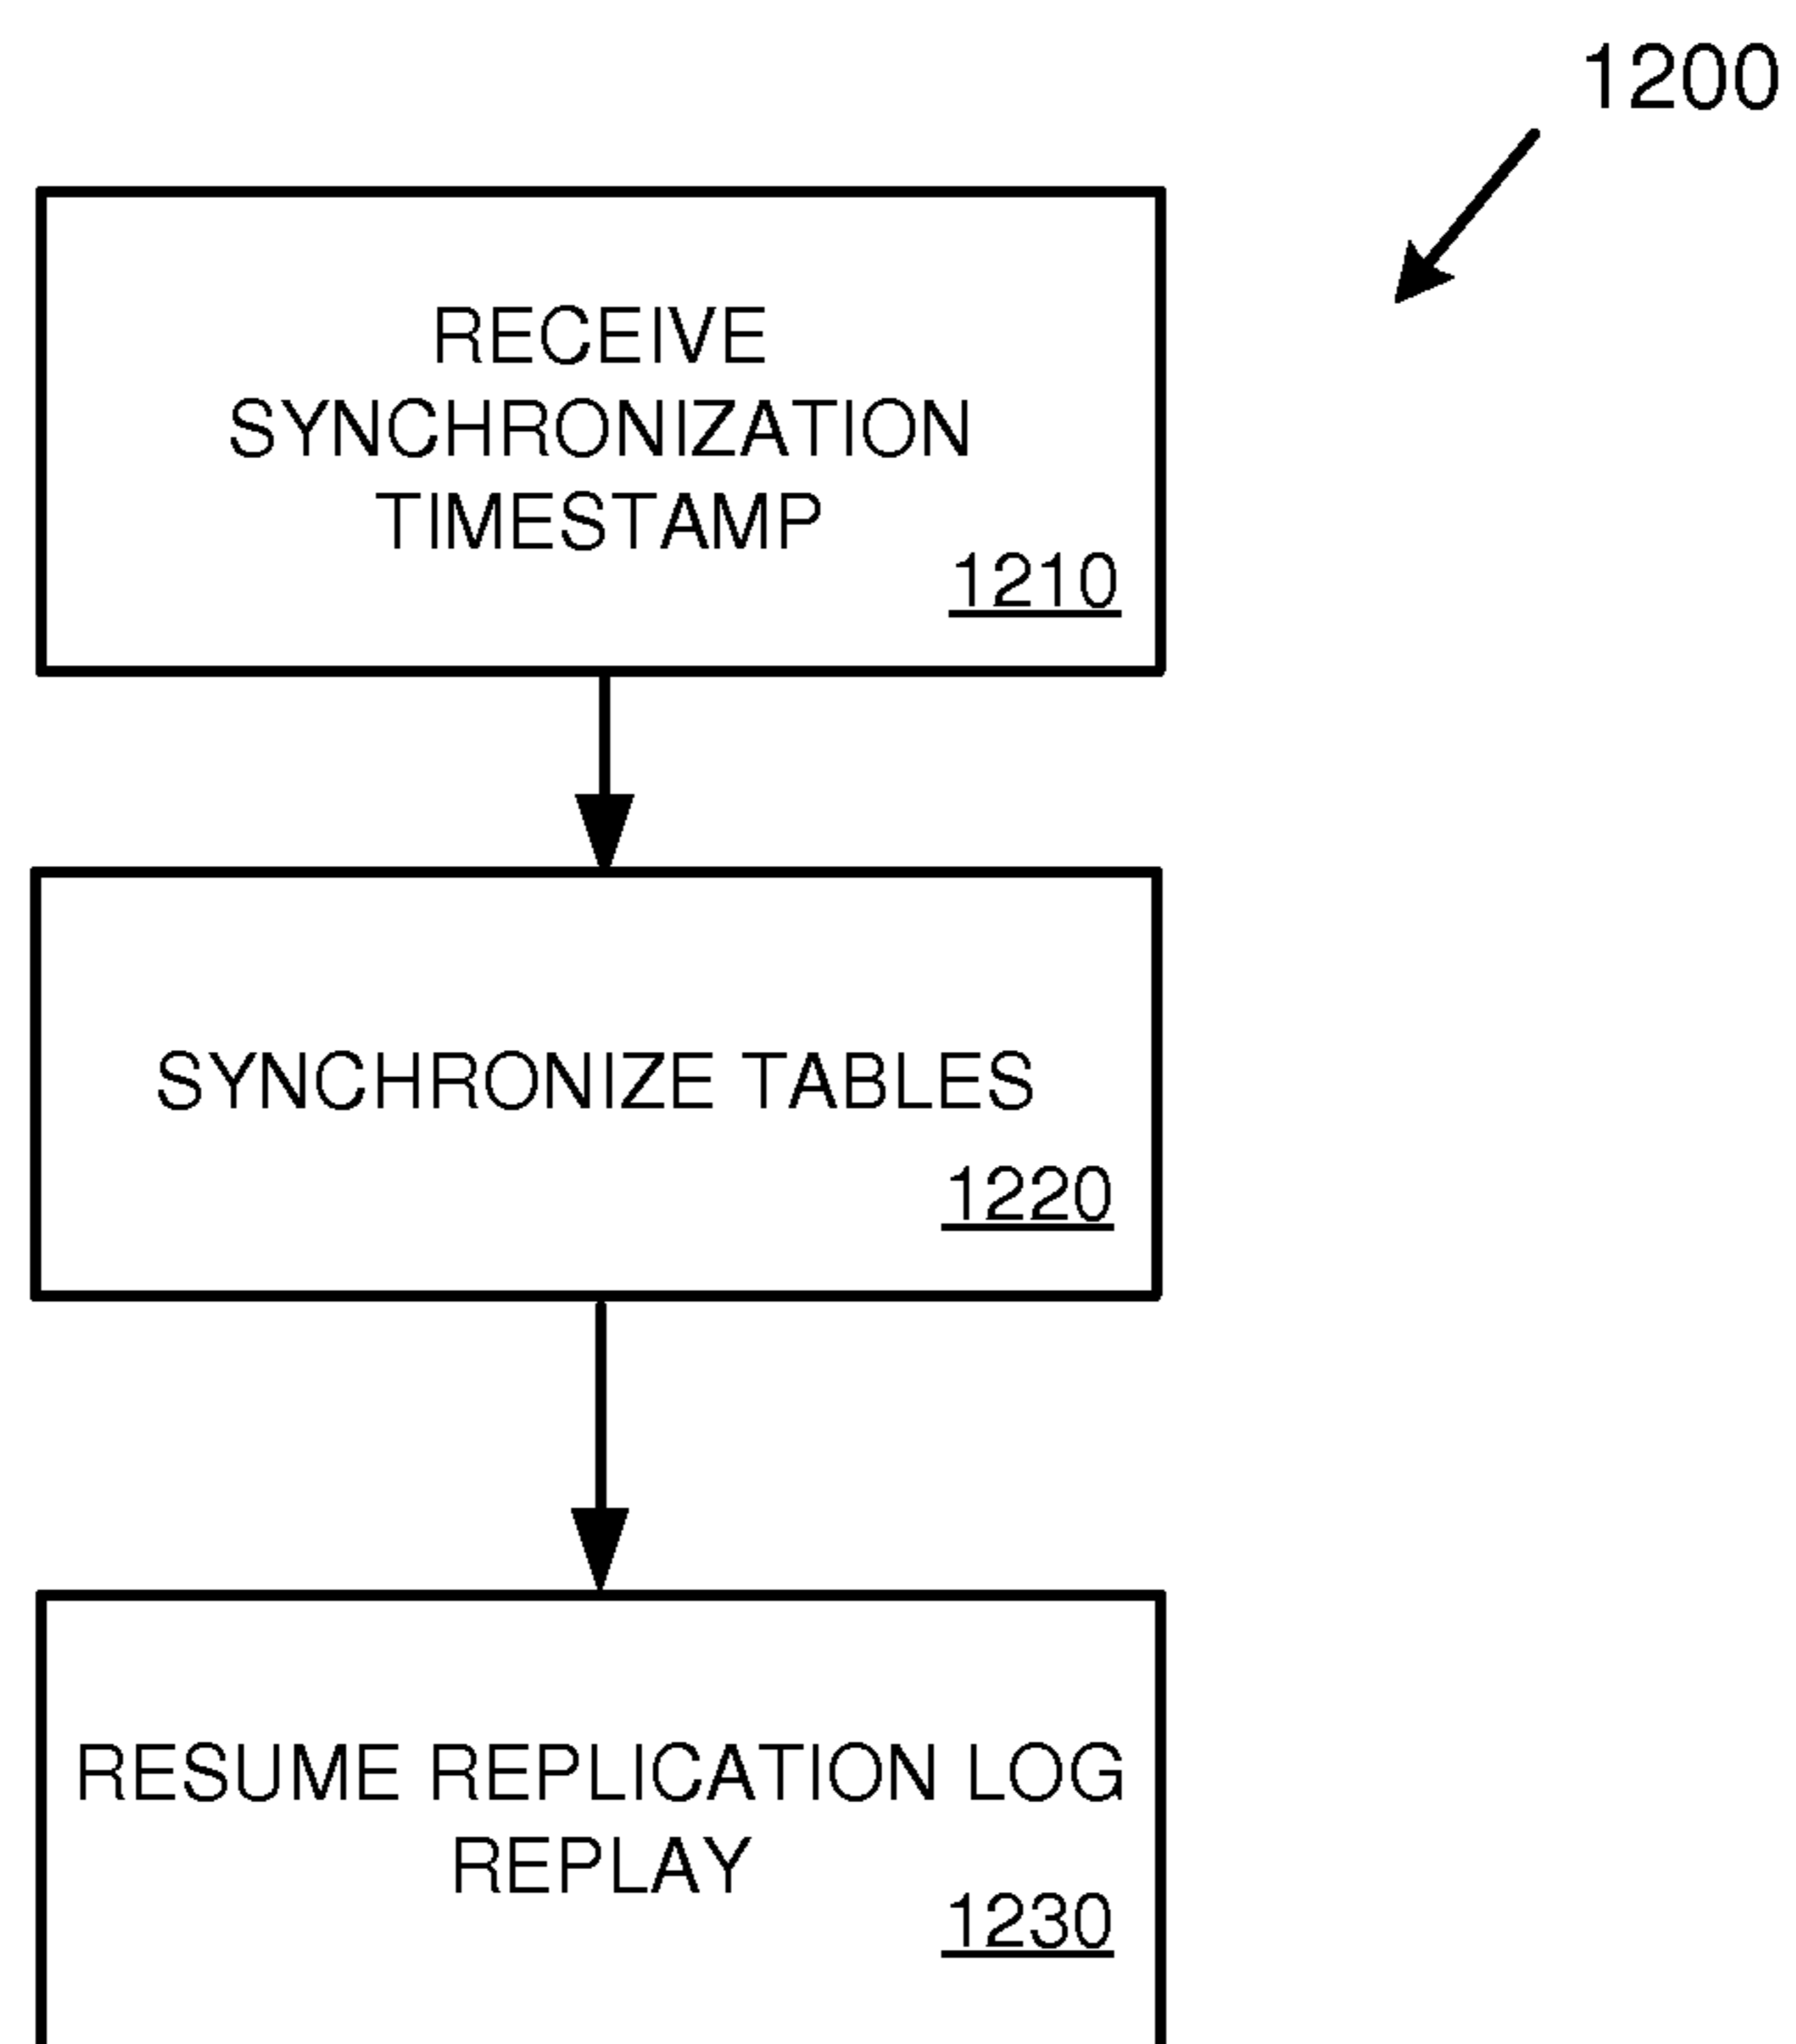 1200
RECEIVE
SYNCHRONIZATION
TIMESTAMP
1210
SYNCHRONIZE TABLES
1220
RESUME REPLICATION LOG
REPLAY
1230